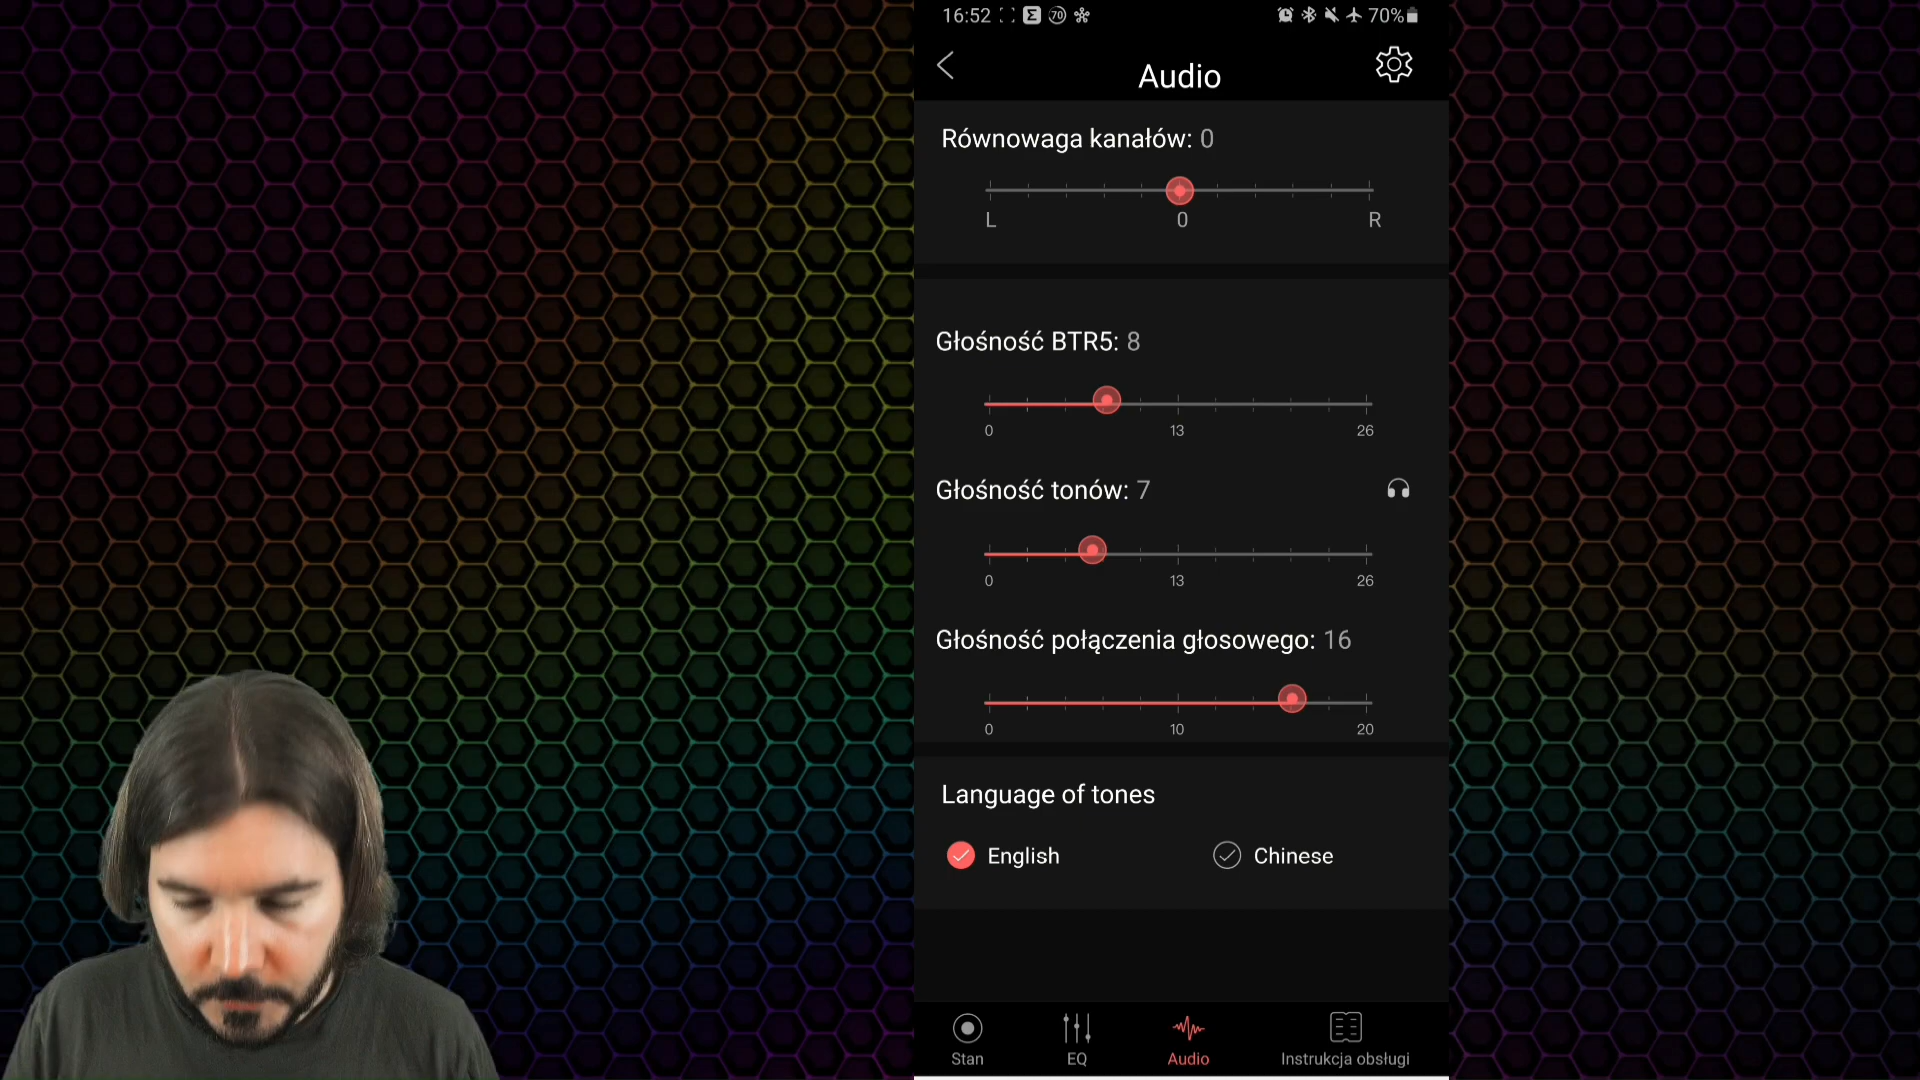 16:52 70 70%
Audio
Równowaga kanałów: 0
L 0 R
Głośność BTR5: 8
0 13 26
Głośność tonów: 7
0 13 26
Głośność połączenia głosowego: 16
0 10 20
Language of tones
English Chinese
Stan EQ Audio Instrukcja obsługi